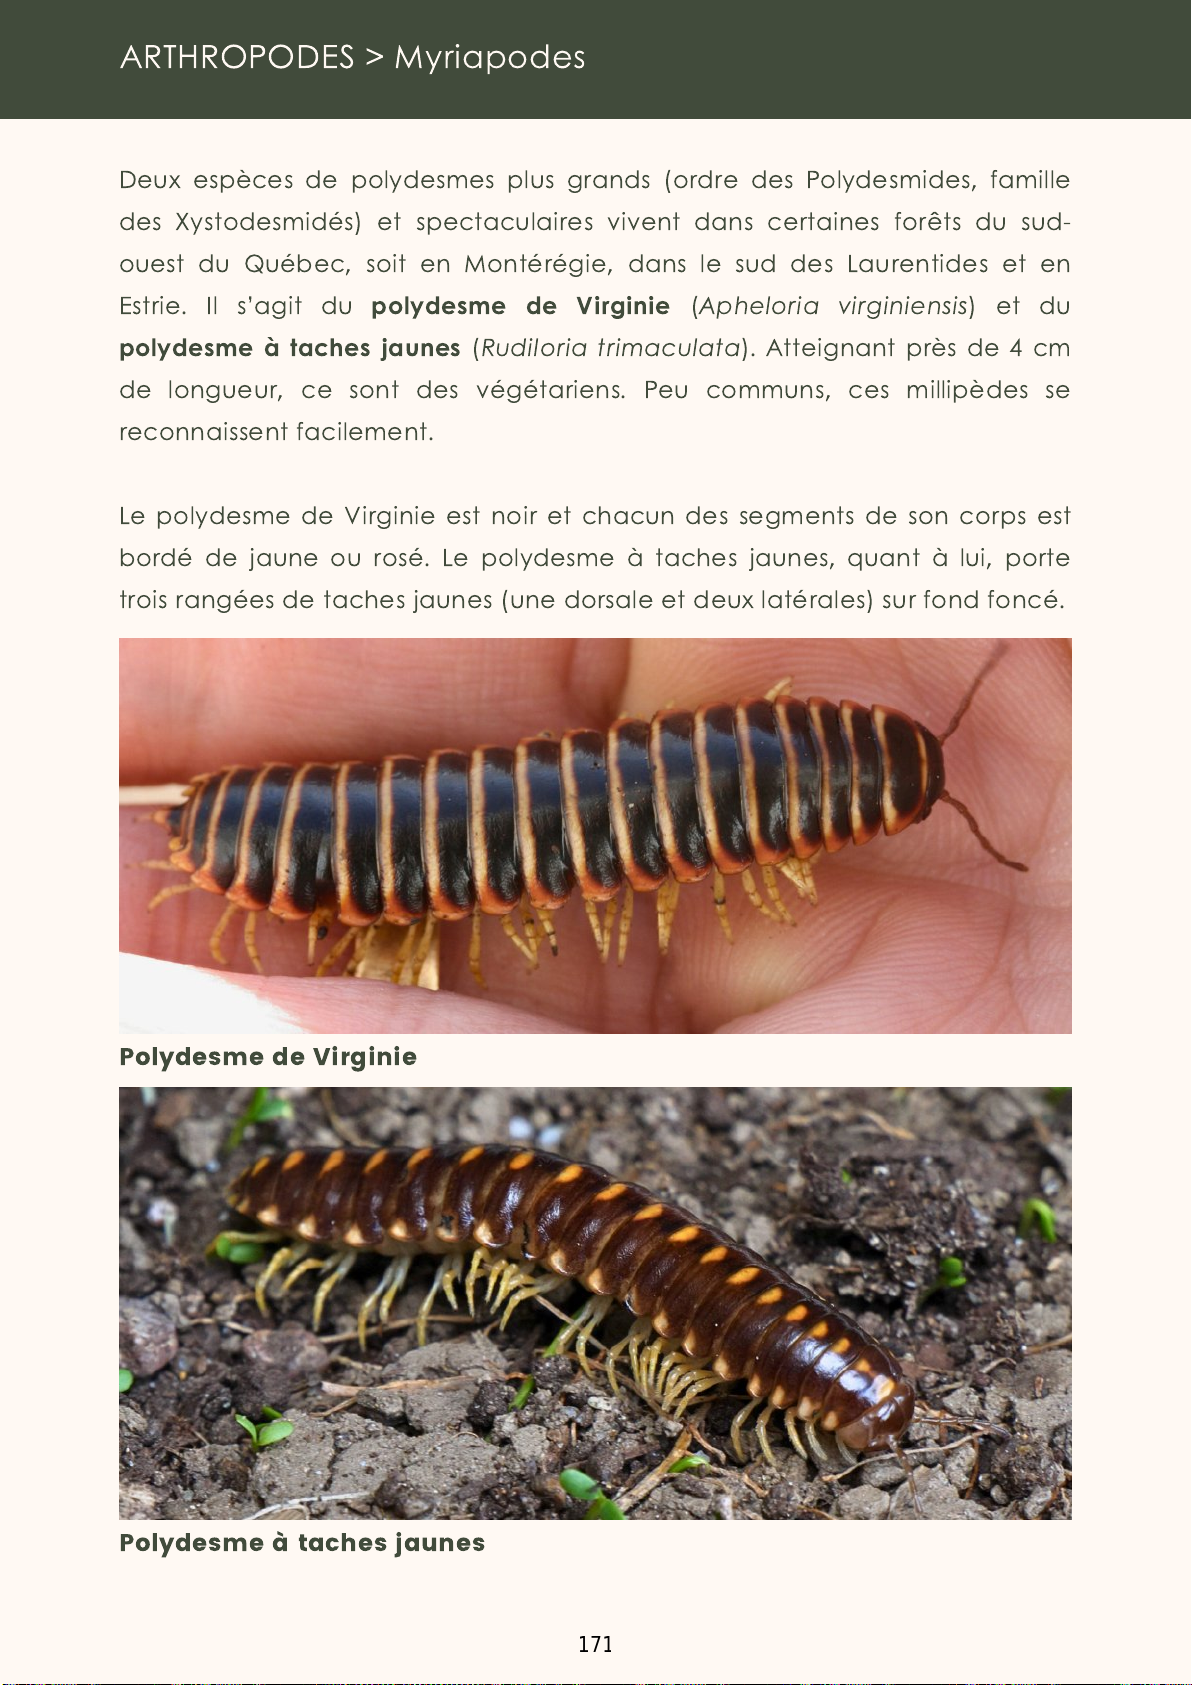 ARTHROPODES > Myriapodes
Deux espèces de polydesmes plus grands (ordre des Polydesmides, famille
des Xystodesmidés) et spectaculaires vivent dans certaines forêts du sud-
ouest du Québec, soit en Montérégie, dans le sud des Laurentides et en
Estrie. Il s'agit du polydesme de Virginie (Apheloria virginiensis) et du
polydesme à taches jaunes (Rudiloria trimaculata). Atteignant près de 4 cm
de longueur, ce sont des végétariens. Peu communs, ces millipèdes se
reconnaissent facilement.
Le polydesme de Virginie est noir et chacun des segments de son corps est
bordé de jaune ou rosé. Le polydesme à taches jaunes, quant à lui, porte
trois rangées de taches jaunes (une dorsale et deux latérales) sur fond foncé.
Polydesme de Virginie
Polydesme à taches jaunes
171